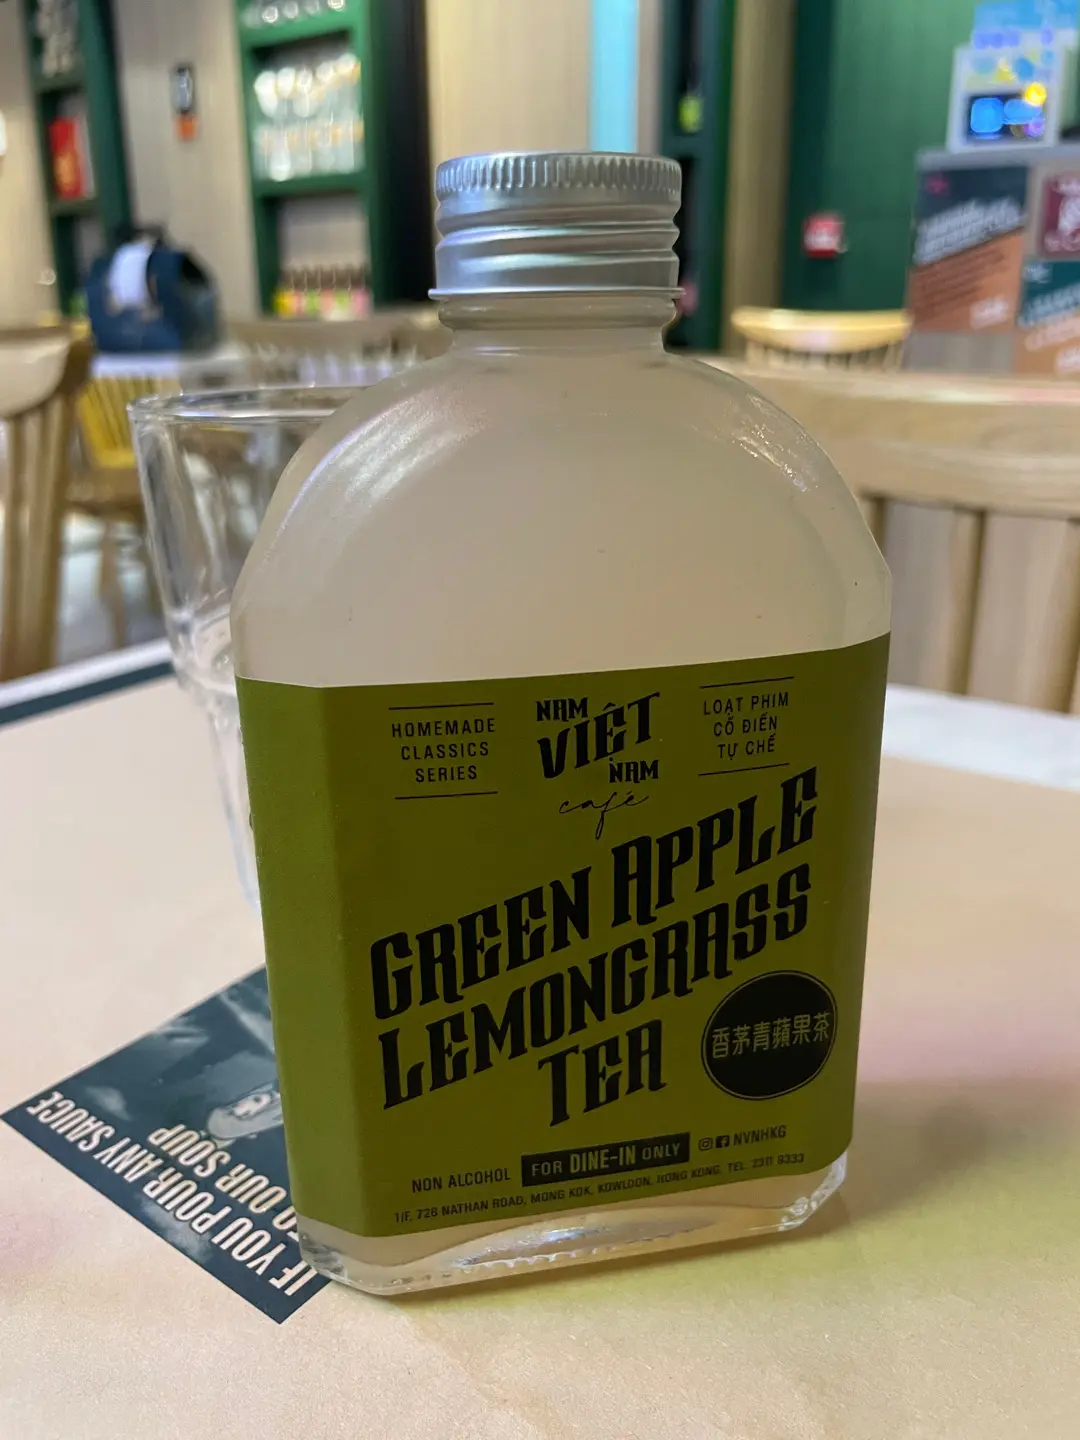 HOMEMADE
CLASSICS
SERIES
NAM
VIỆT
NAM
café
LOẠT PHIM
CỔ ĐIỂN
TỰ CHẾ
GREEN APPLE
LEMONGRASS
TEA
香茅青蘋果茶
NON ALCOHOL
FOR DINE-IN ONLY
NVNHKG
1/F, 728 NATHAN ROAD, MONG KOK, KOWLOON, HONG KONG. TEL: 2311 9333
IF YOU POUR ANY SAUCE
TO OUR SOUP